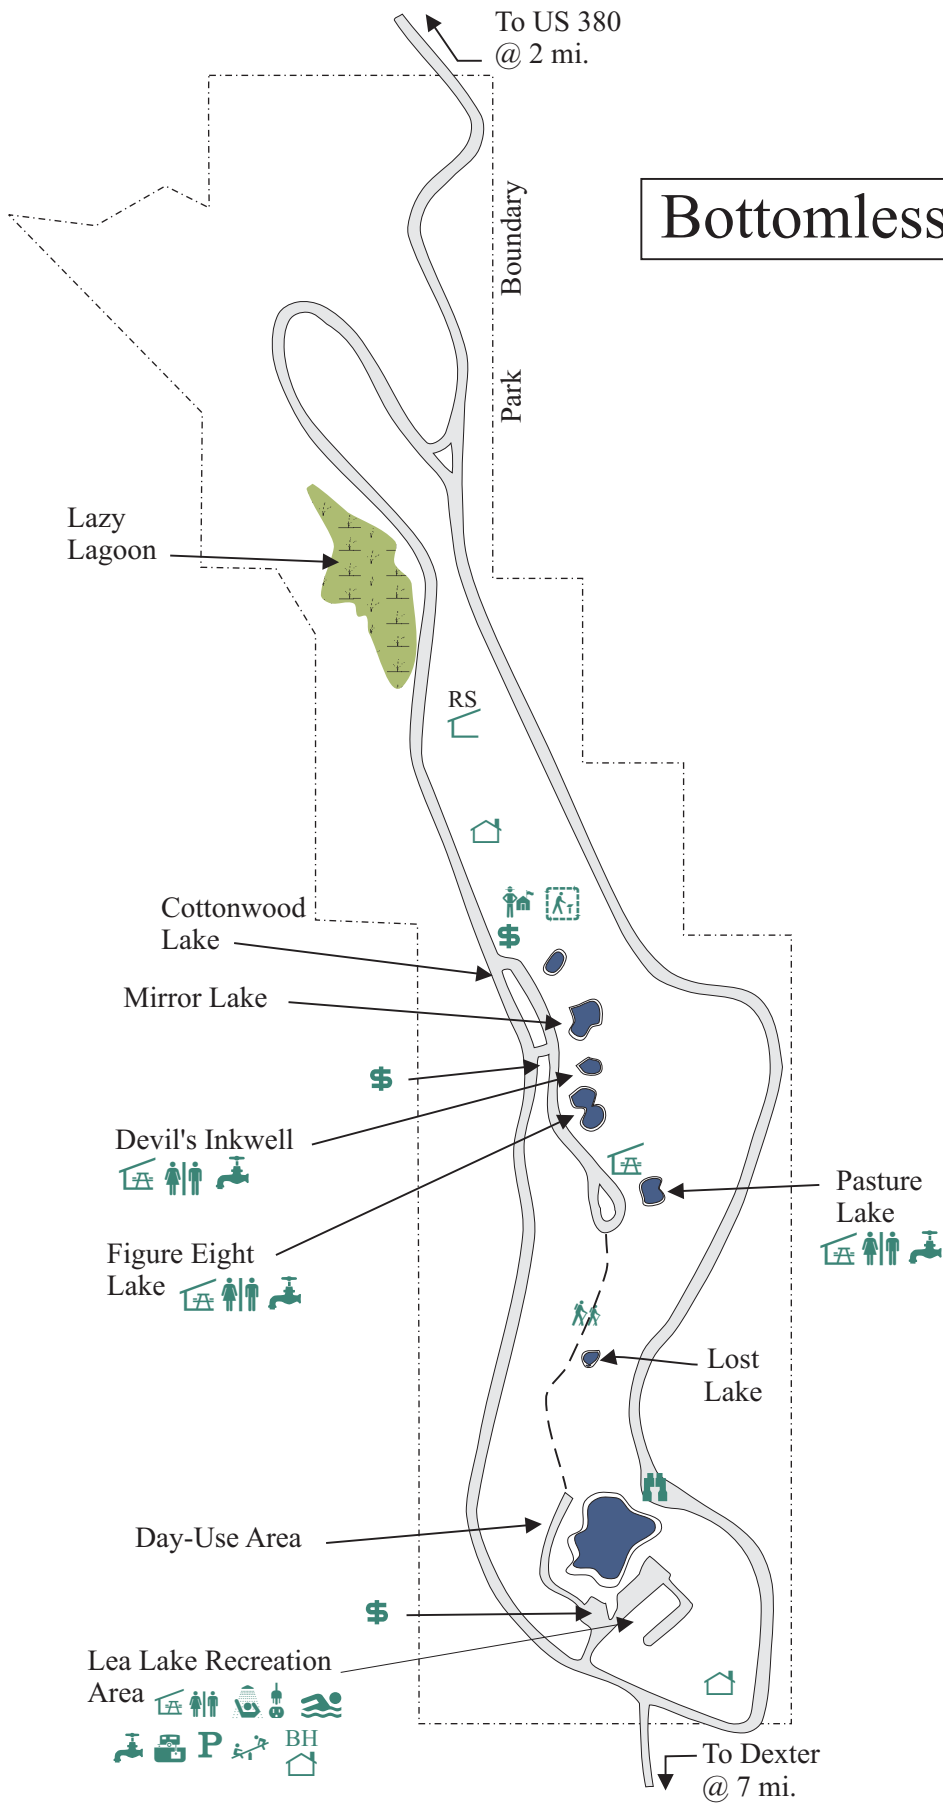 To US 380
@ 2 mi.
Bottomless
Park Boundary
Lazy
Lagoon
RS
Cottonwood
Lake
$
Mirror Lake
$
Devil's Inkwell
Pasture
Lake
Figure Eight
Lake
Lost
Lake
Day-Use Area
$
Lea Lake Recreation
Area
P
BH
To Dexter
@ 7 mi.